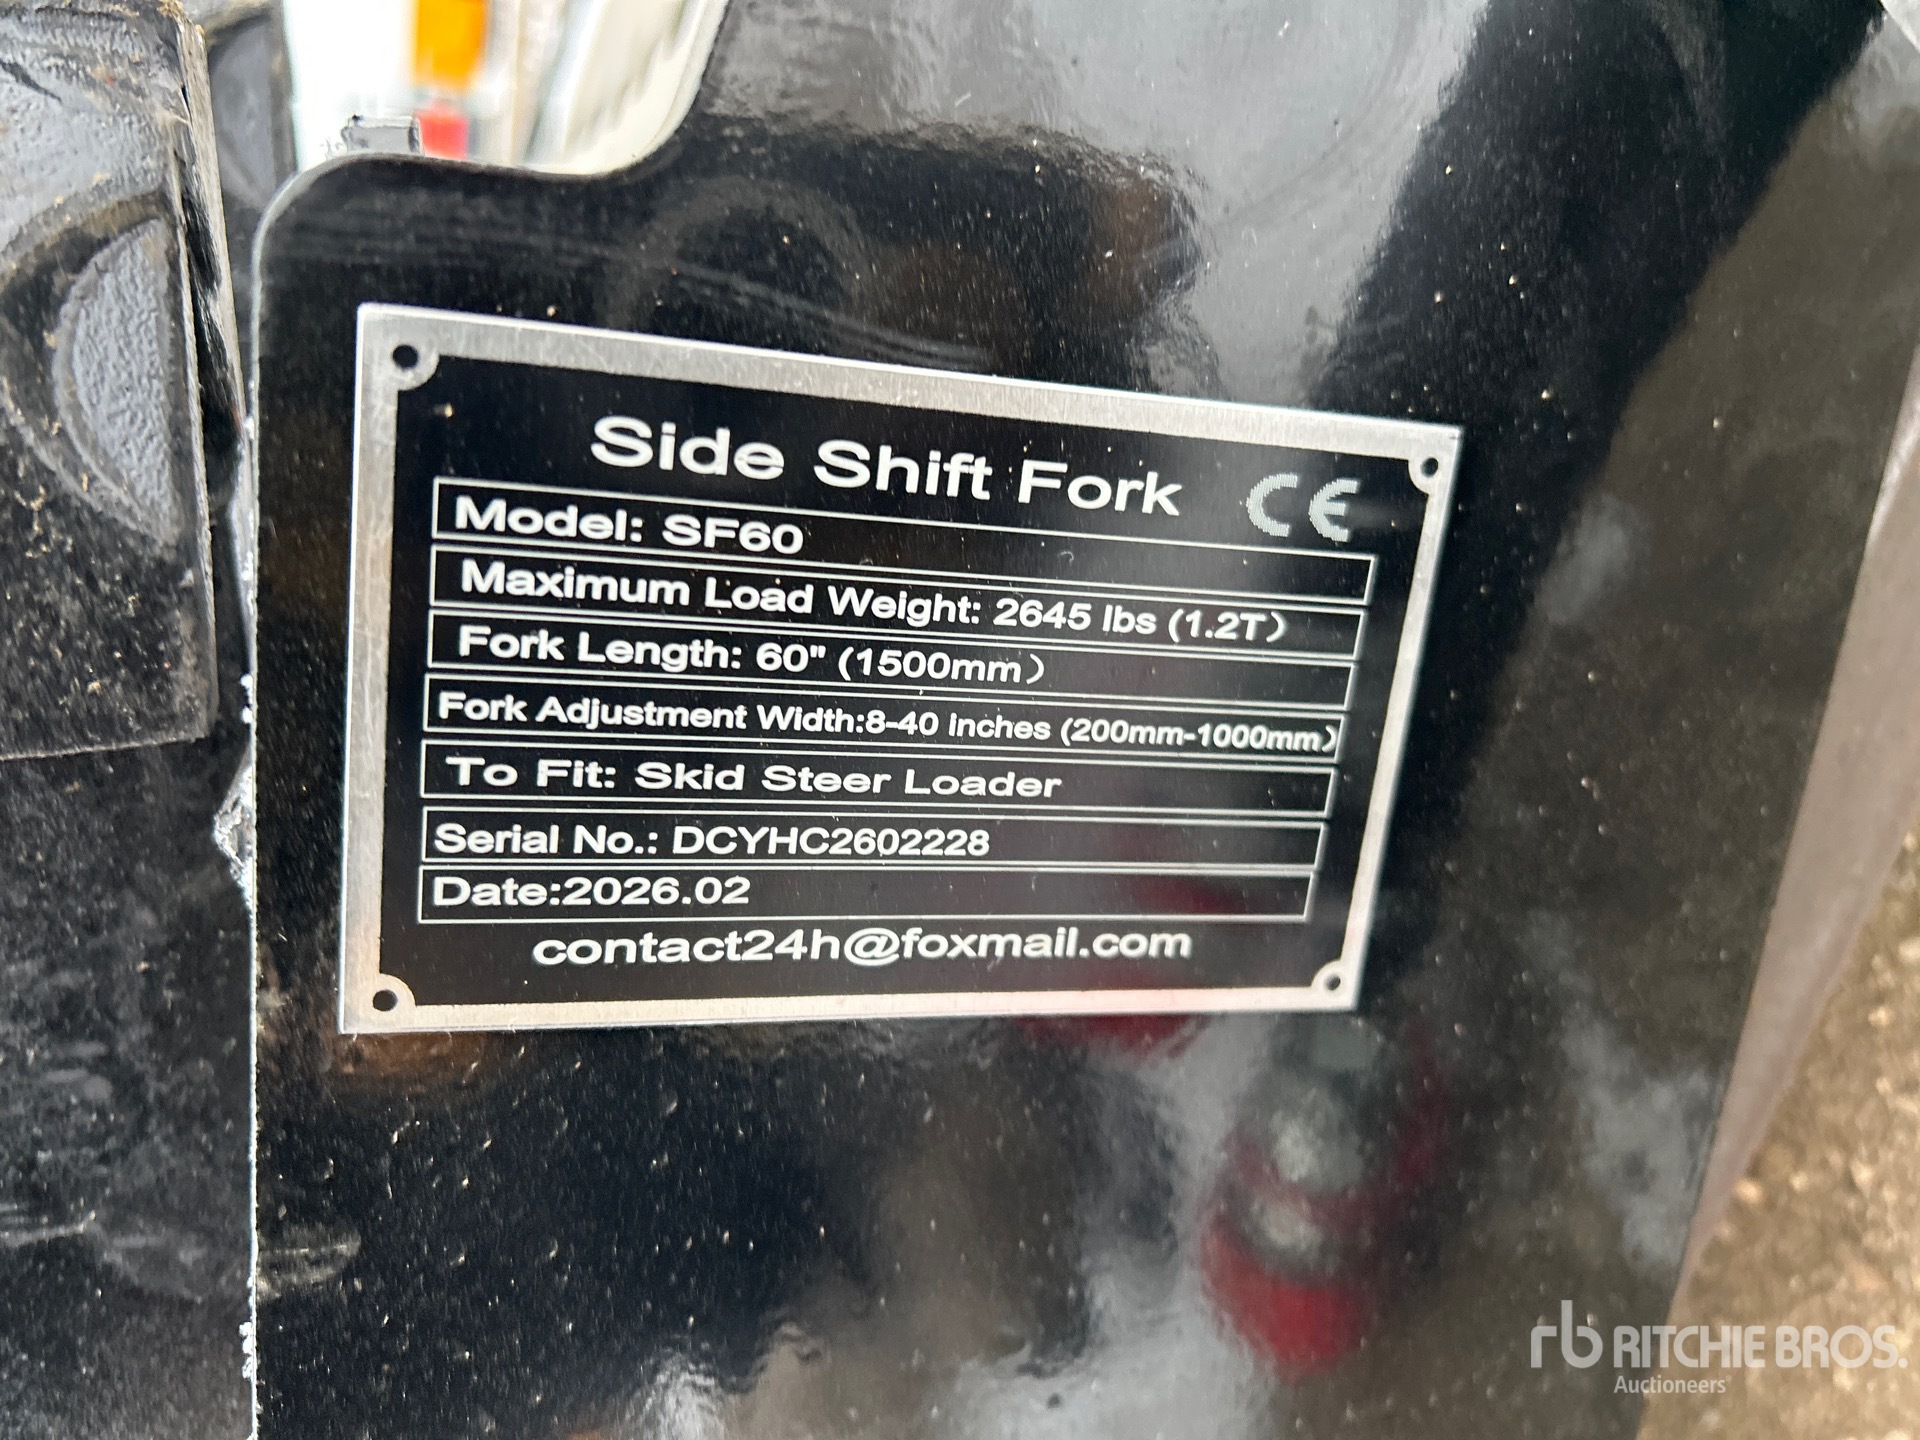 Side Shift Fork CE
Model: SF60
Maximum Load Weight: 2645 lbs (1.2T)
Fork Length: 60" (1500mm)
Fork Adjustment Width:8-40 inches (200mm-1000mm)
To Fit: Skid Steer Loader
Serial No.: DCYHC2602228
Date:2026.02
contact24h@foxmail.com
rb RITCHIE BROS.
Auctioneers